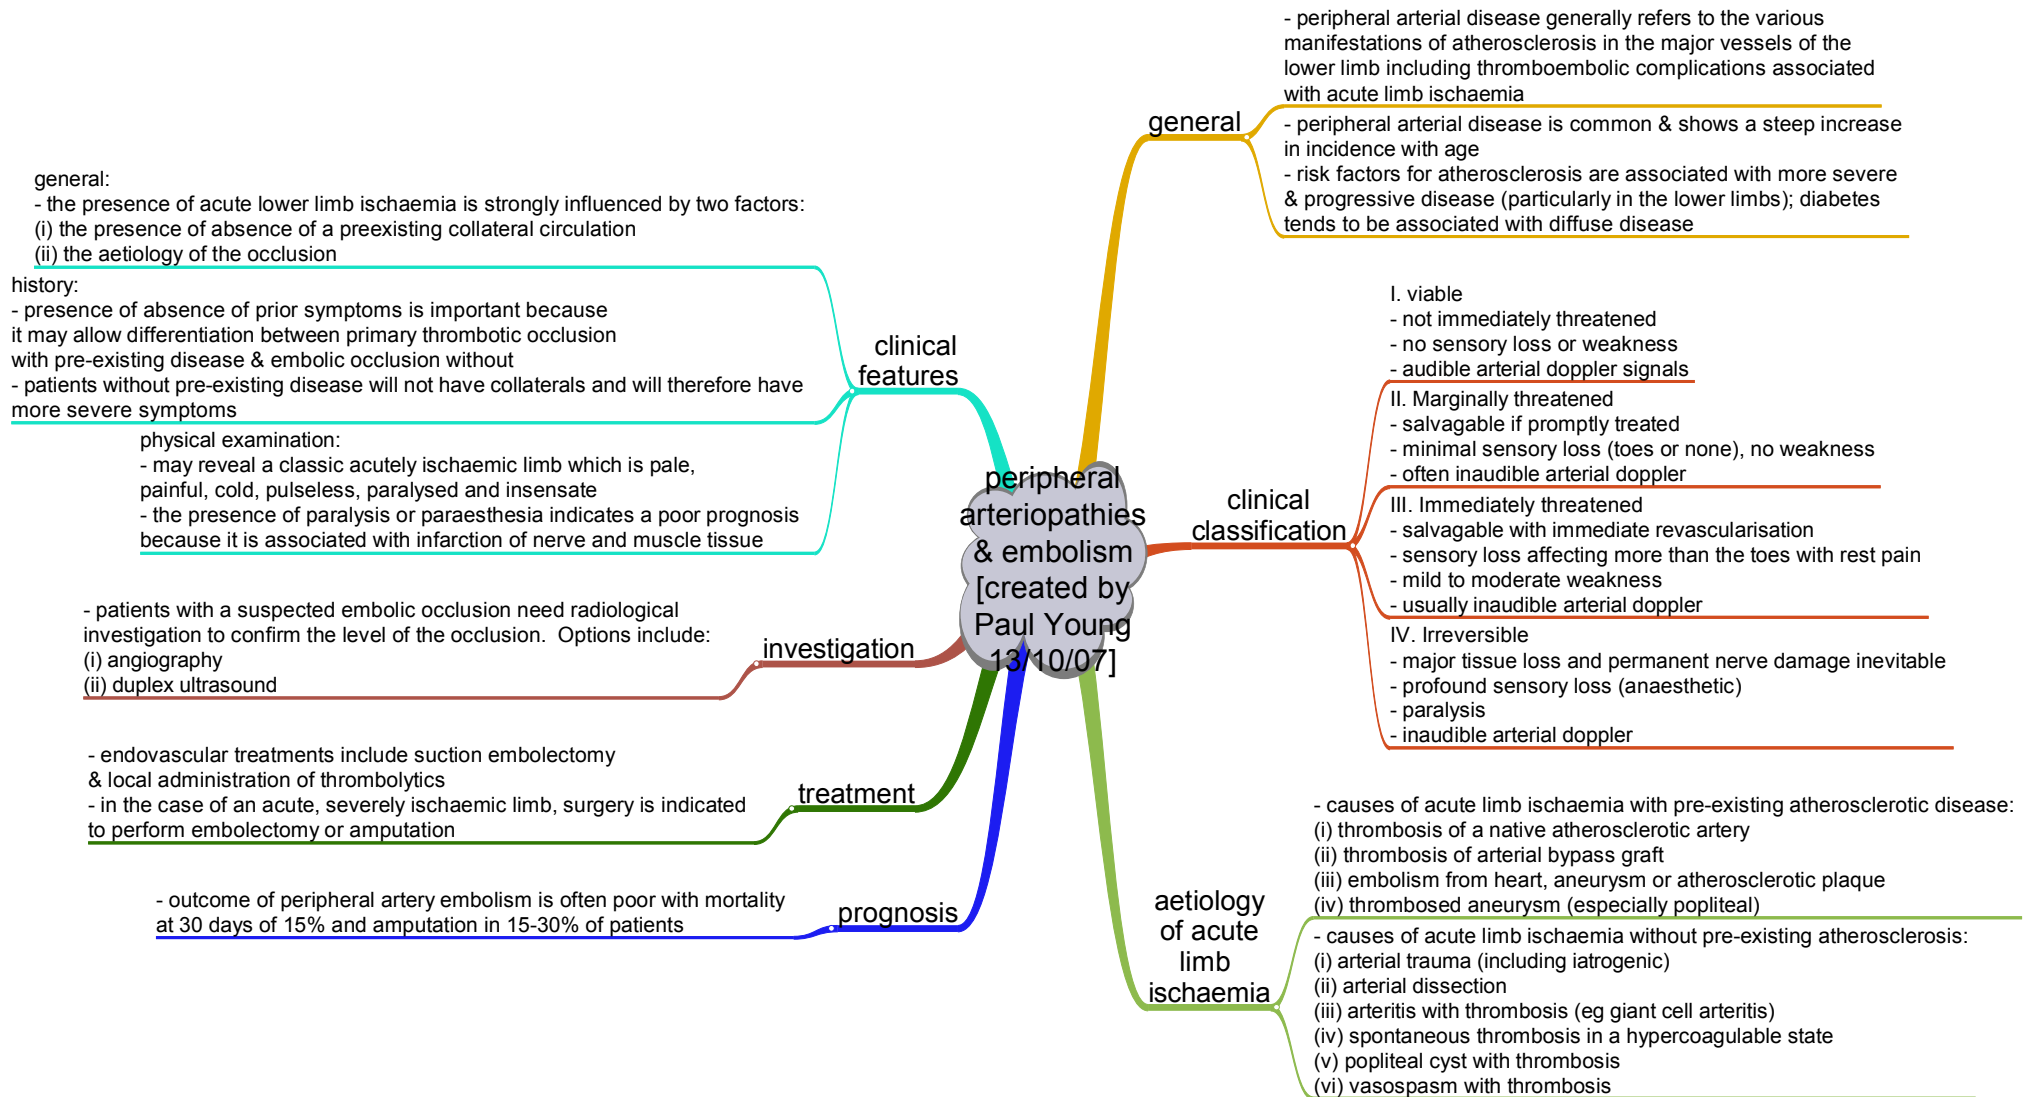 peripheral
arteriopathies
& embolism
[created by
Paul Young
13/10/07]
general
- peripheral arterial disease generally refers to the various
manifestations of atherosclerosis in the major vessels of the
lower limb including thromboembolic complications associated
with acute limb ischaemia
- peripheral arterial disease is common & shows a steep increase
in incidence with age
- risk factors for atherosclerosis are associated with more severe
& progressive disease (particularly in the lower limbs); diabetes
tends to be associated with diffuse disease
clinical
classification
I. viable
- not immediately threatened
- no sensory loss or weakness
- audible arterial doppler signals
II. Marginally threatened
- salvagable if promptly treated
- minimal sensory loss (toes or none), no weakness
- often inaudible arterial doppler
III. Immediately threatened
- salvagable with immediate revascularisation
- sensory loss affecting more than the toes with rest pain
- mild to moderate weakness
- usually inaudible arterial doppler
IV. Irreversible
- major tissue loss and permanent nerve damage inevitable
- profound sensory loss (anaesthetic)
- paralysis
- inaudible arterial doppler
aetiology
of acute
limb
ischaemia
- causes of acute limb ischaemia with pre-existing atherosclerotic disease:
(i) thrombosis of a native atherosclerotic artery
(ii) thrombosis of arterial bypass graft
(iii) embolism from heart, aneurysm or atherosclerotic plaque
(iv) thrombosed aneurysm (especially popliteal)
- causes of acute limb ischaemia without pre-existing atherosclerosis:
(i) arterial trauma (including iatrogenic)
(ii) arterial dissection
(iii) arteritis with thrombosis (eg giant cell arteritis)
(iv) spontaneous thrombosis in a hypercoagulable state
(v) popliteal cyst with thrombosis
(vi) vasospasm with thrombosis
clinical
features
general:
- the presence of acute lower limb ischaemia is strongly influenced by two factors:
(i) the presence of absence of a preexisting collateral circulation
(ii) the aetiology of the occlusion
history:
- presence of absence of prior symptoms is important because
it may allow differentiation between primary thrombotic occlusion
with pre-existing disease & embolic occlusion without
- patients without pre-existing disease will not have collaterals and will therefore have
more severe symptoms
physical examination:
- may reveal a classic acutely ischaemic limb which is pale,
painful, cold, pulseless, paralysed and insensate
- the presence of paralysis or paraesthesia indicates a poor prognosis
because it is associated with infarction of nerve and muscle tissue
investigation
- patients with a suspected embolic occlusion need radiological
investigation to confirm the level of the occlusion.  Options include:
(i) angiography
(ii) duplex ultrasound
treatment
- endovascular treatments include suction embolectomy
& local administration of thrombolytics
- in the case of an acute, severely ischaemic limb, surgery is indicated
to perform embolectomy or amputation
prognosis
- outcome of peripheral artery embolism is often poor with mortality
at 30 days of 15% and amputation in 15-30% of patients